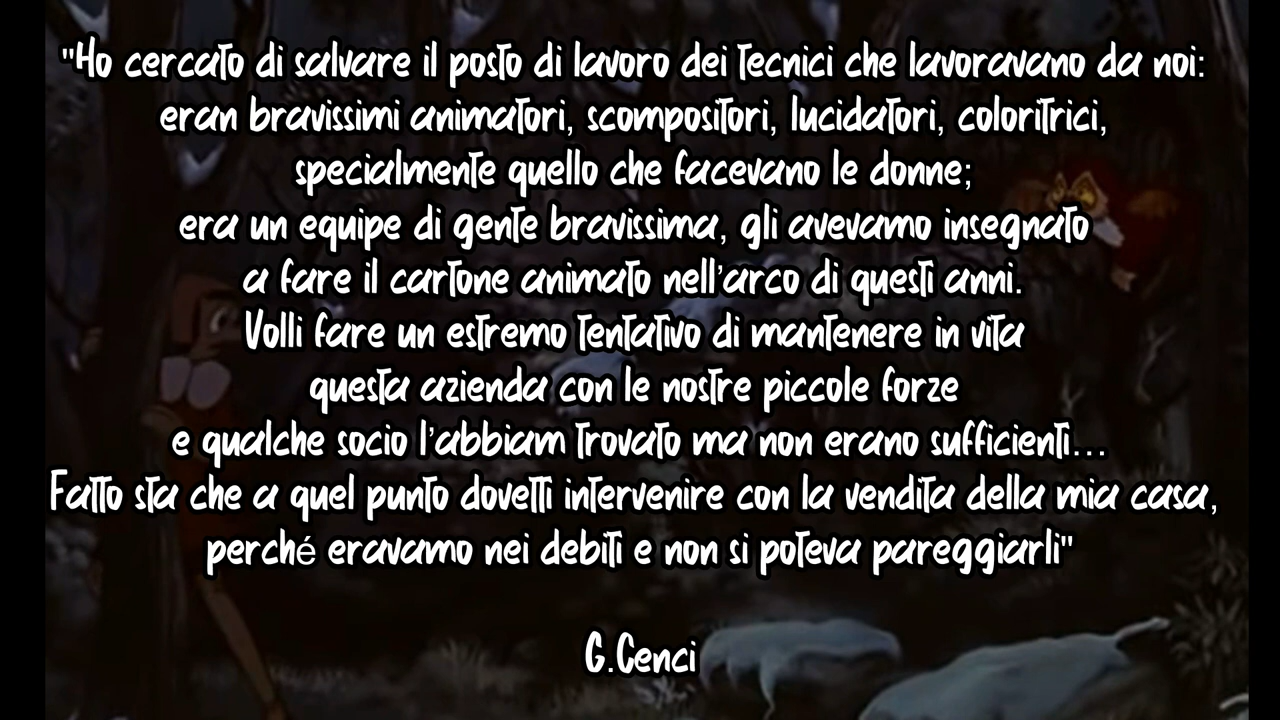 "Ho cercato di salvare il posto di lavoro dei tecnici che lavoravano da noi:
eran bravissimi animatori, scompositori, lucidatori, coloritrici,
specialmente quello che facevano le donne;
era un equipe di gente bravissima, gli avevamo insegnato
a fare il cartone animato nell'arco di questi anni.
Volli fare un estremo tentativo di mantenere in vita
questa azienda con le nostre piccole forze
e qualche socio l'abbiam trovato ma non erano sufficienti...
Fatto sta che a quel punto dovetti intervenire con la vendita della mia casa,
perché eravamo nei debiti e non si poteva pareggiarli"
G.Cenci